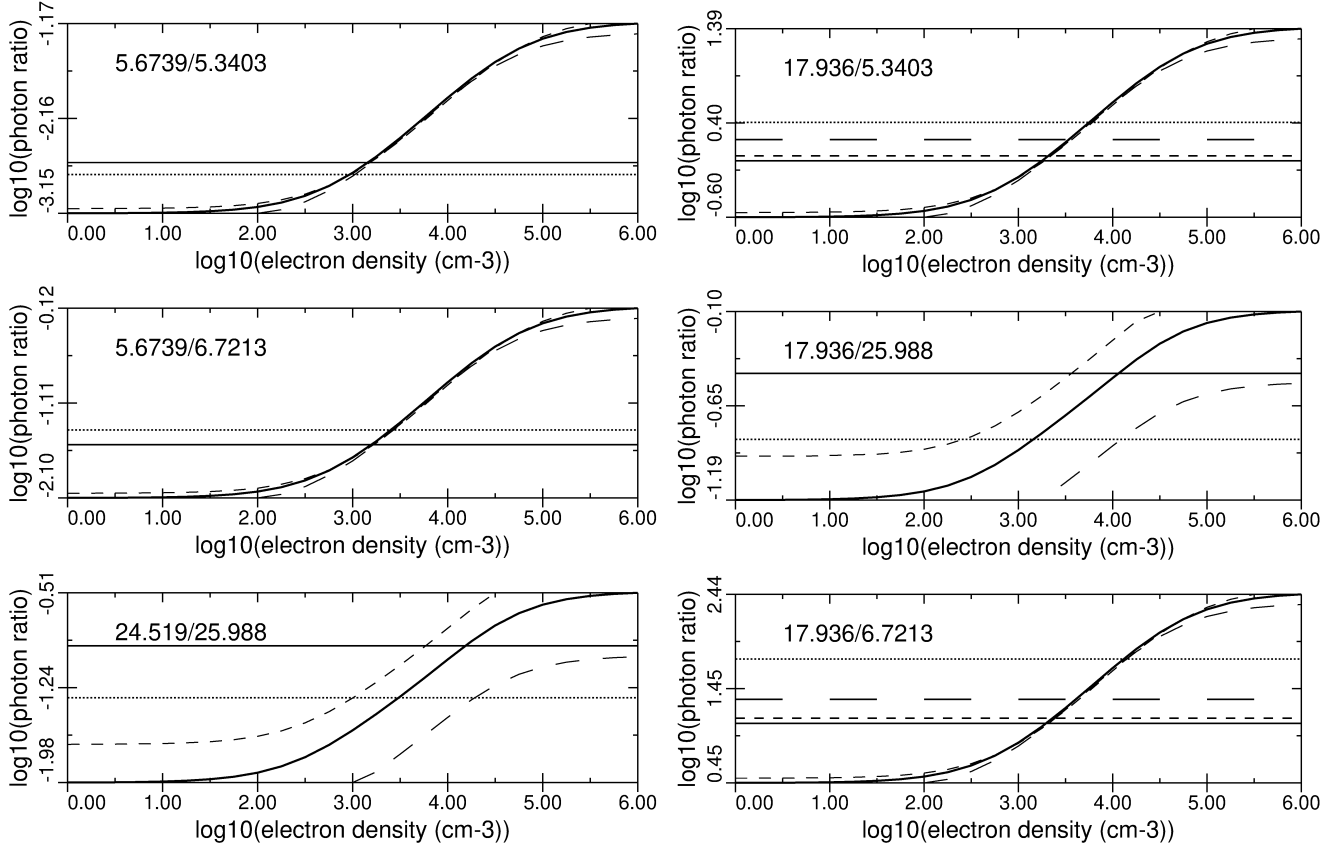 5.6739/5.3403
log10(photon ratio)
-1.17
-2.16
-3.15
0.00 1.00 2.00 3.00 4.00 5.00 6.00
log10(electron density (cm-3))
17.936/5.3403
log10(photon ratio)
1.39
0.40
-0.60
0.00 1.00 2.00 3.00 4.00 5.00 6.00
log10(electron density (cm-3))
5.6739/6.7213
log10(photon ratio)
-0.12
-1.11
-2.10
0.00 1.00 2.00 3.00 4.00 5.00 6.00
log10(electron density (cm-3))
17.936/25.988
log10(photon ratio)
-0.10
-0.65
-1.19
0.00 1.00 2.00 3.00 4.00 5.00 6.00
log10(electron density (cm-3))
24.519/25.988
log10(photon ratio)
-0.51
-1.24
-1.98
0.00 1.00 2.00 3.00 4.00 5.00 6.00
log10(electron density (cm-3))
17.936/6.7213
log10(photon ratio)
2.44
1.45
0.45
0.00 1.00 2.00 3.00 4.00 5.00 6.00
log10(electron density (cm-3))